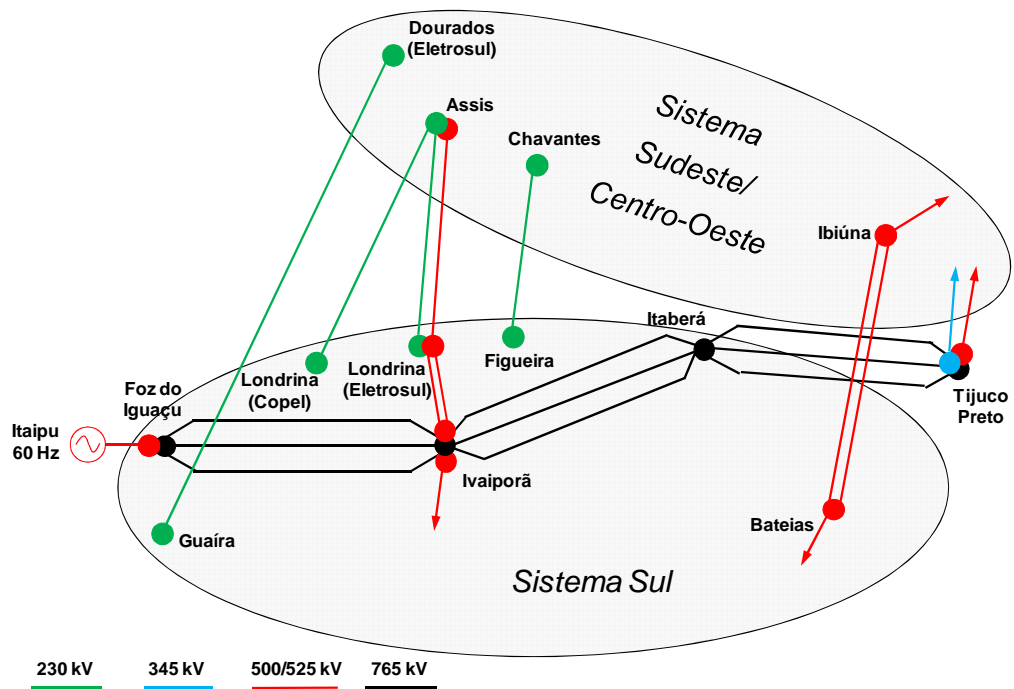 Dourados
(Eletrosul)
Assis
Chavantes
Sistema
Sudeste/
Centro-Oeste
Ibiúna
Itaberá
Figueira
Londrina
(Copel)
Londrina
(Eletrosul)
Foz do
Iguaçu
Itaipu
60 Hz
Tijuco
Preto
Ivaiporã
Guaíra
Bateias
Sistema Sul
230 kV
345 kV
500/525 kV
765 kV